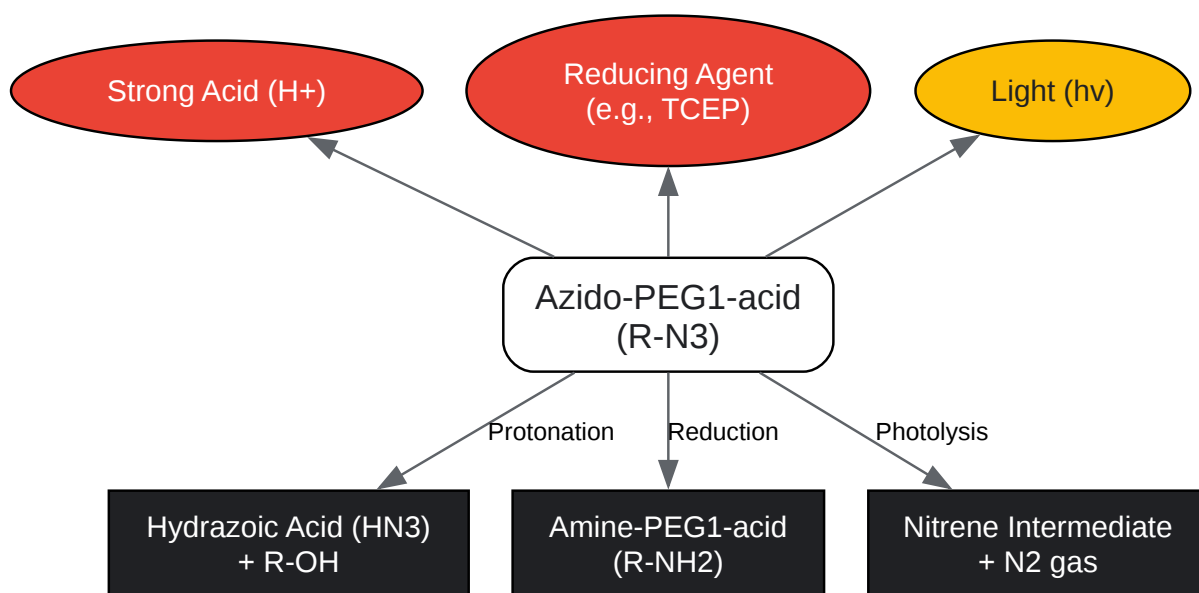 Strong Acid (H+)
Reducing Agent
(e.g., TCEP)
Light (hv)
Azido-PEG1-acid
(R-N3)
Protonation
Reduction
Photolysis
Hydrazoic Acid (HN3)
+ R-OH
Amine-PEG1-acid
(R-NH2)
Nitrene Intermediate
+ N2 gas